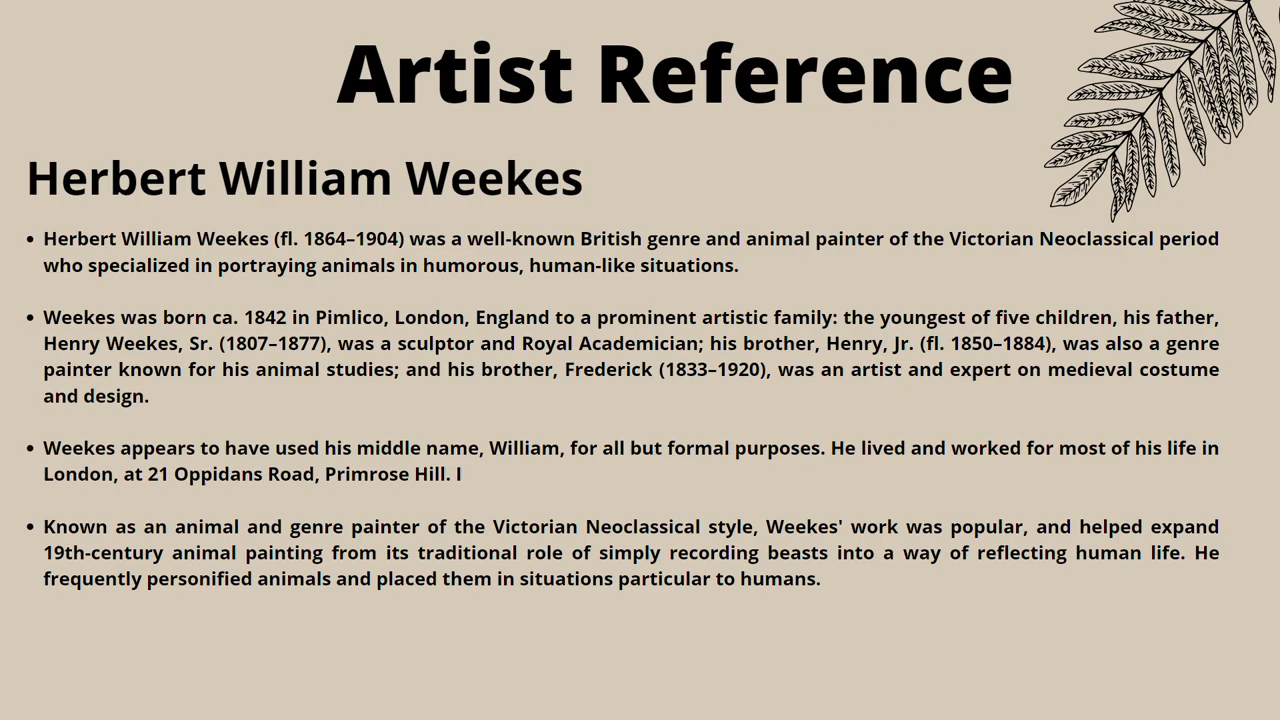 Artist Reference
Herbert William Weekes
• Herbert William Weekes (fl. 1864–1904) was a well-known British genre and animal painter of the Victorian Neoclassical period
who specialized in portraying animals in humorous, human-like situations.
• Weekes was born ca. 1842 in Pimlico, London, England to a prominent artistic family: the youngest of five children, his father,
Henry Weekes, Sr. (1807–1877), was a sculptor and Royal Academician; his brother, Henry, Jr. (fl. 1850–1884), was also a genre
painter known for his animal studies; and his brother, Frederick (1833–1920), was an artist and expert on medieval costume
and design.
• Weekes appears to have used his middle name, William, for all but formal purposes. He lived and worked for most of his life in
London, at 21 Oppidans Road, Primrose Hill. I
• Known as an animal and genre painter of the Victorian Neoclassical style, Weekes' work was popular, and helped expand
19th-century animal painting from its traditional role of simply recording beasts into a way of reflecting human life. He
frequently personified animals and placed them in situations particular to humans.